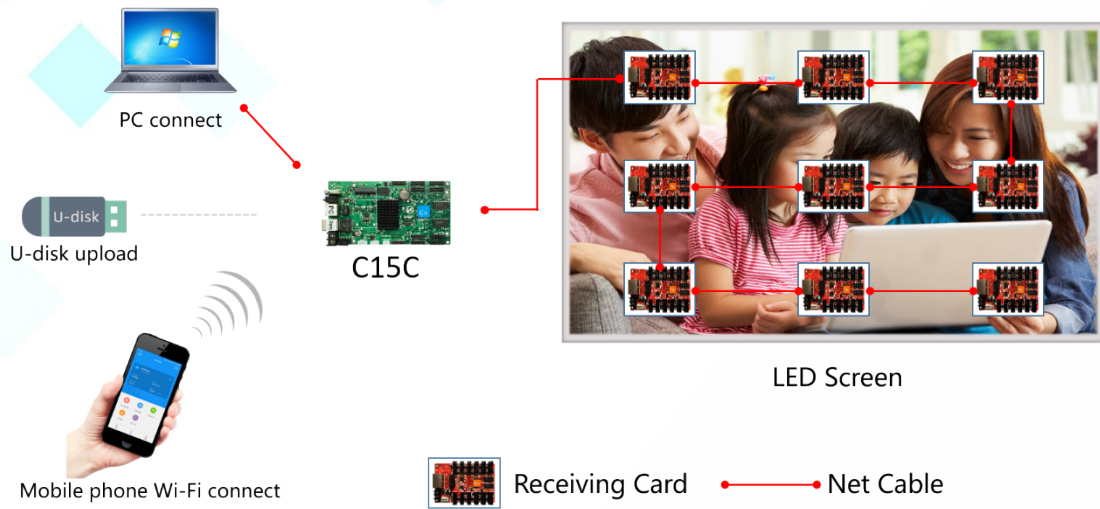 PC connect
U-disk
U-disk upload
C15C
LED Screen
Mobile phone Wi-Fi connect
Receiving Card
Net Cable